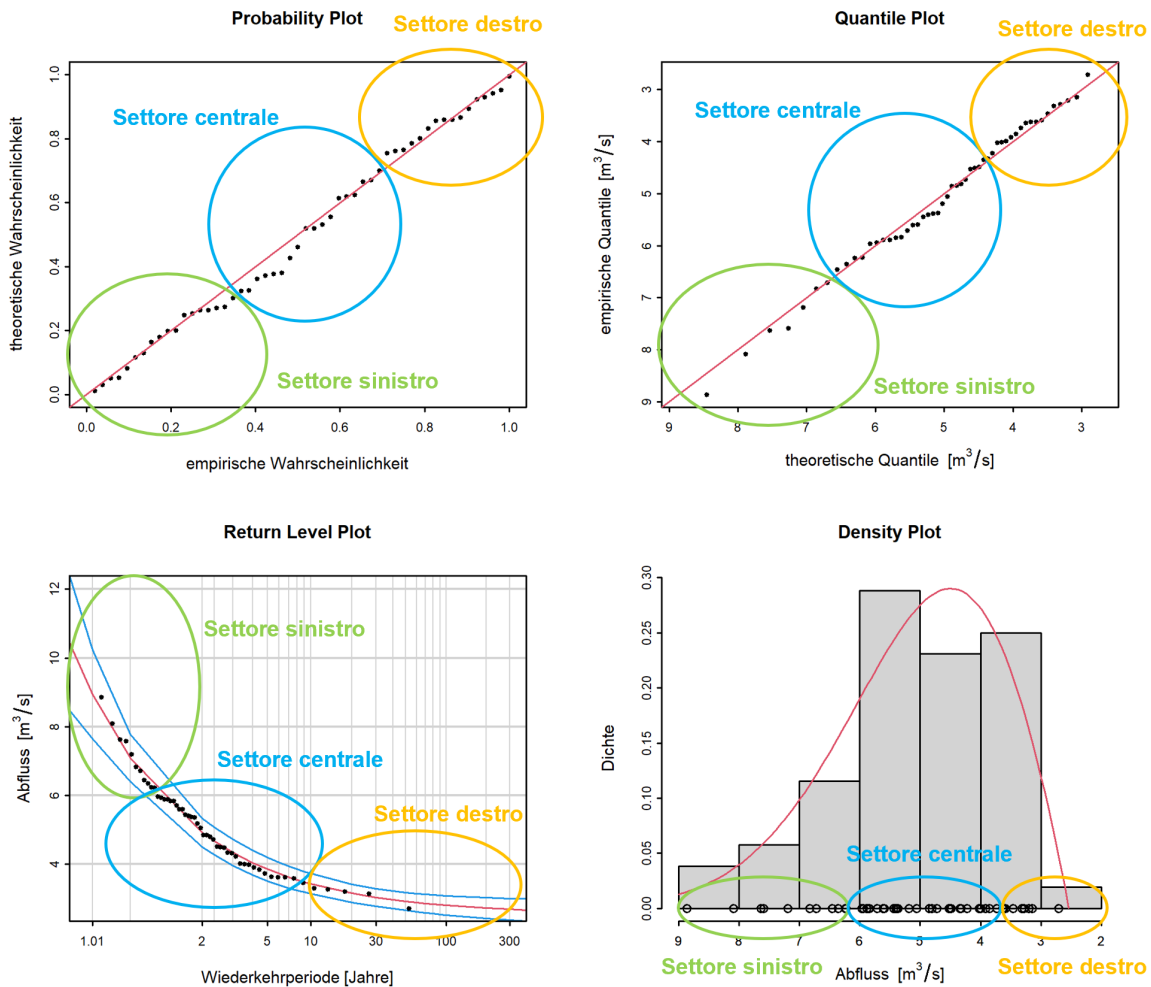 Probability Plot
Settore destro
Settore centrale
Settore sinistro
theoretische Wahrscheinlichkeit
1.0
0.8
0.6
0.4
0.2
0.0
0.0 0.2 0.4 0.6 0.8 1.0
empirische Wahrscheinlichkeit
Quantile Plot
Settore destro
Settore centrale
Settore sinistro
empirische Quantile [m³/s]
3
4
5
6
7
8
9
9 8 7 6 5 4 3
theoretische Quantile [m³/s]
Return Level Plot
Settore sinistro
Settore centrale
Settore destro
Abfluss [m³/s]
12
10
8
6
4
1.01 2 5 10 30 100 300
Wiederkehrperiode [Jahre]
Density Plot
Dichte
0.30
0.25
0.20
0.15
0.10
0.05
0.00
Settore centrale
9 8 7 6 5 4 3 2
Settore sinistro
Abfluss [m³/s]
Settore destro